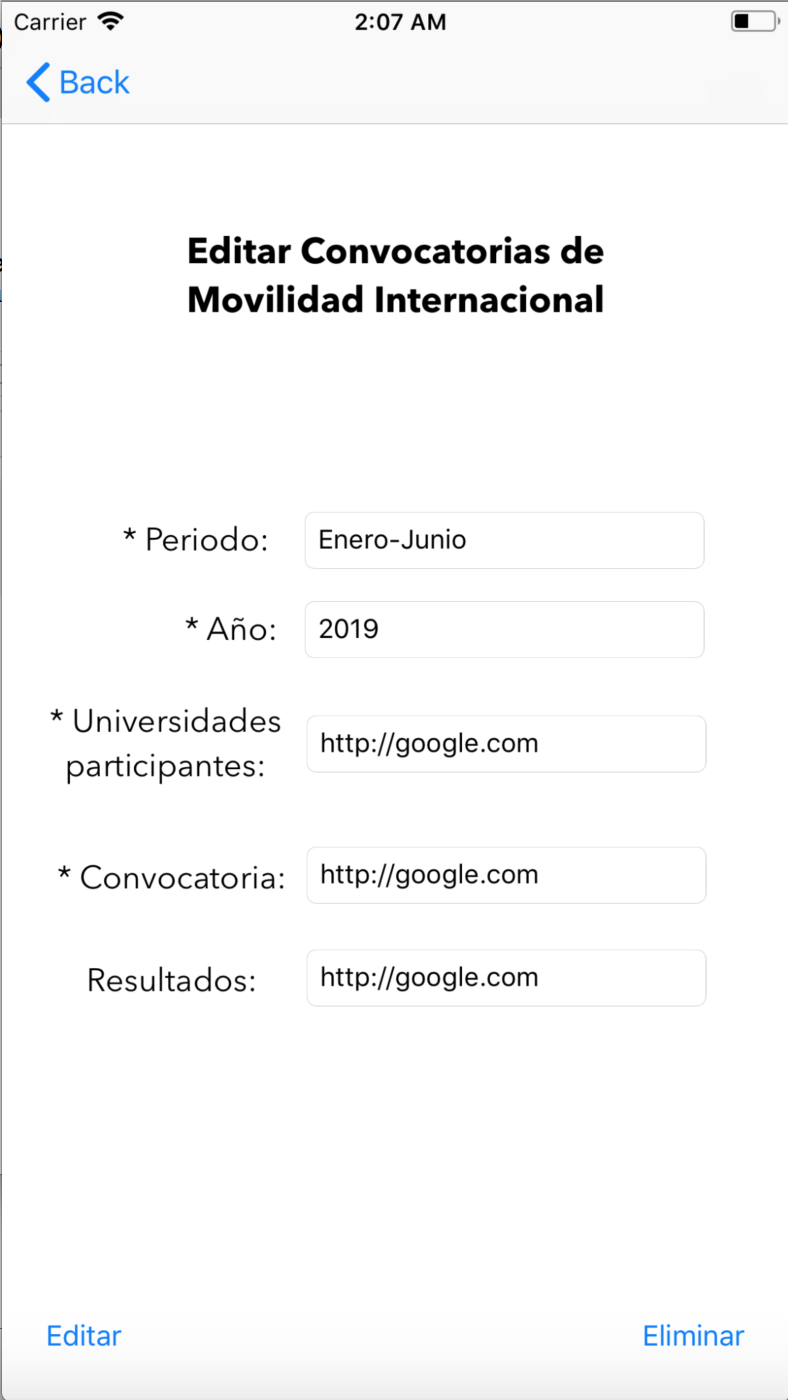 Carrier 2:07 AM
Back
Editar Convocatorias de
Movilidad Internacional
* Periodo: Enero-Junio
* Año: 2019
* Universidades
participantes: http://google.com
* Convocatoria: http://google.com
Resultados: http://google.com
Editar Eliminar